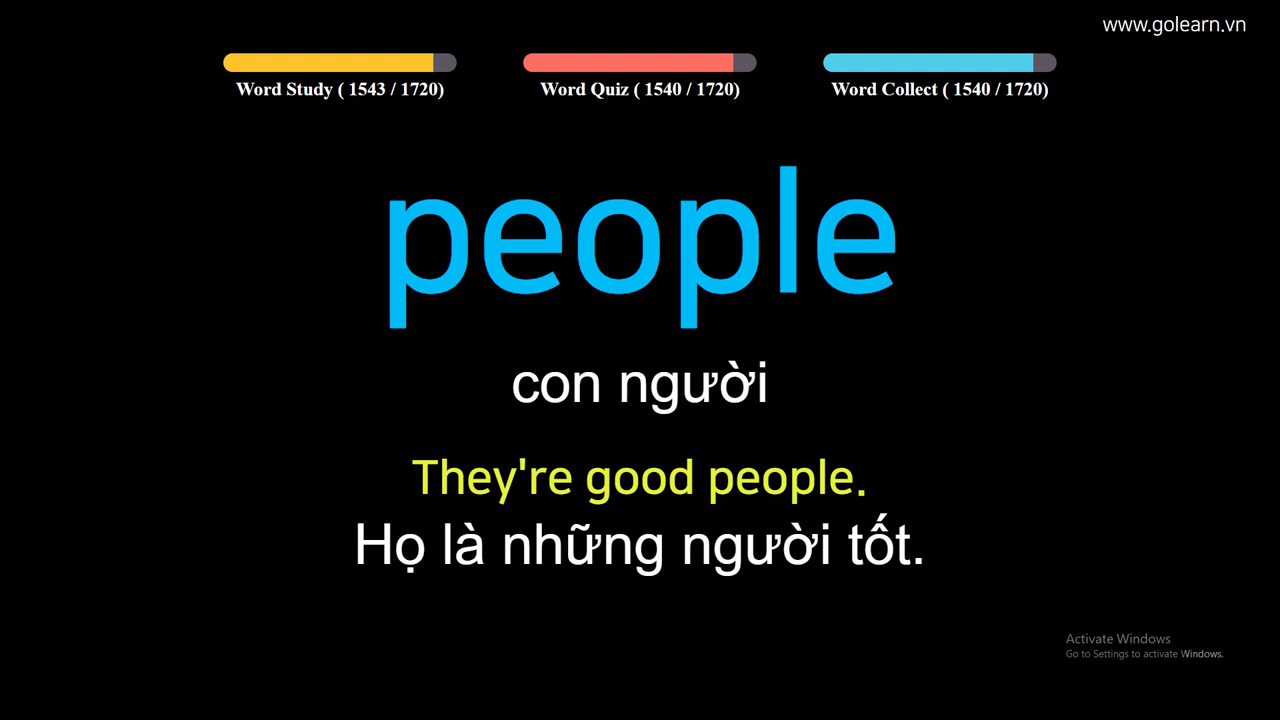 www.golearn.vn
Word Study ( 1543 / 1720)
Word Quiz ( 1540 / 1720)
Word Collect ( 1540 / 1720)
people
con người
They're good people.
Họ là những người tốt.
Activate Windows
Go to Settings to activate Windows.